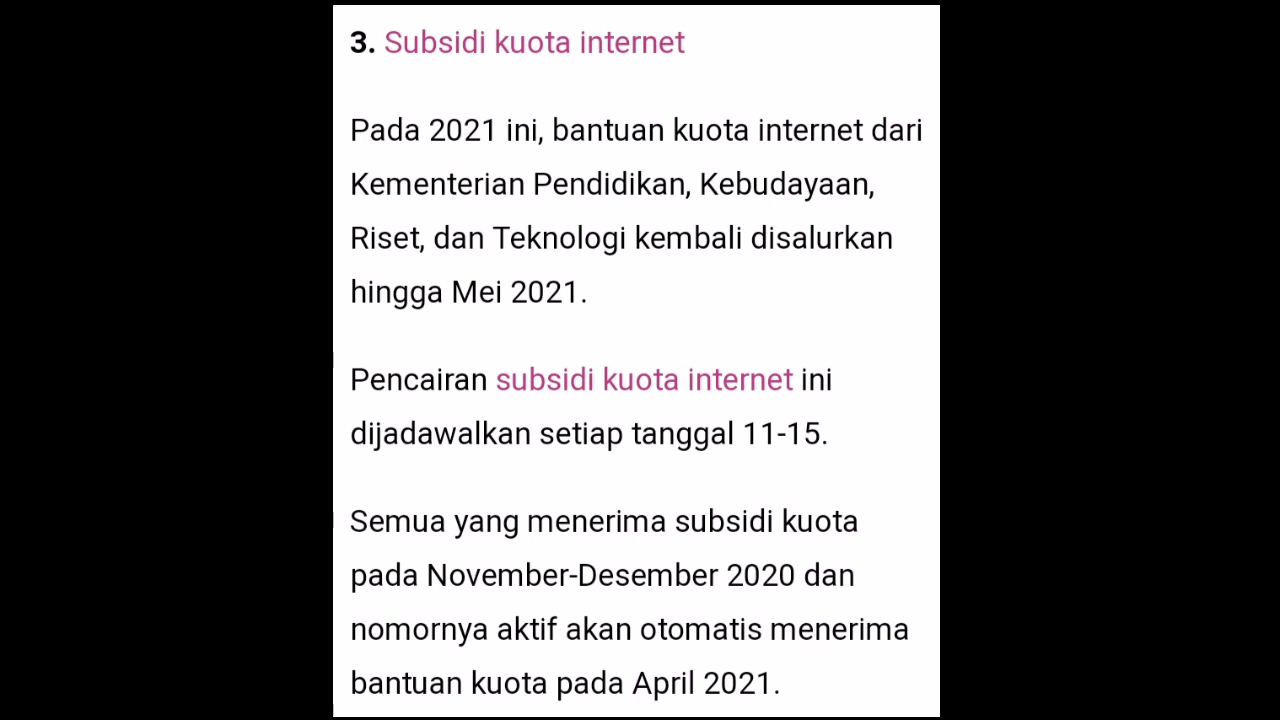 3. Subsidi kuota internet
Pada 2021 ini, bantuan kuota internet dari
Kementerian Pendidikan, Kebudayaan,
Riset, dan Teknologi kembali disalurkan
hingga Mei 2021.
Pencairan subsidi kuota internet ini
dijadawalkan setiap tanggal 11-15.
Semua yang menerima subsidi kuota
pada November-Desember 2020 dan
nomornya aktif akan otomatis menerima
bantuan kuota pada April 2021.